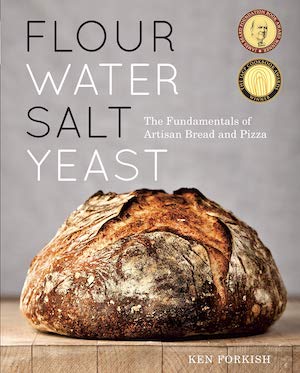 FLOUR
WATER
SALT
YEAST
The Fundamentals of
Artisan Bread and Pizza
KEN FORKISH